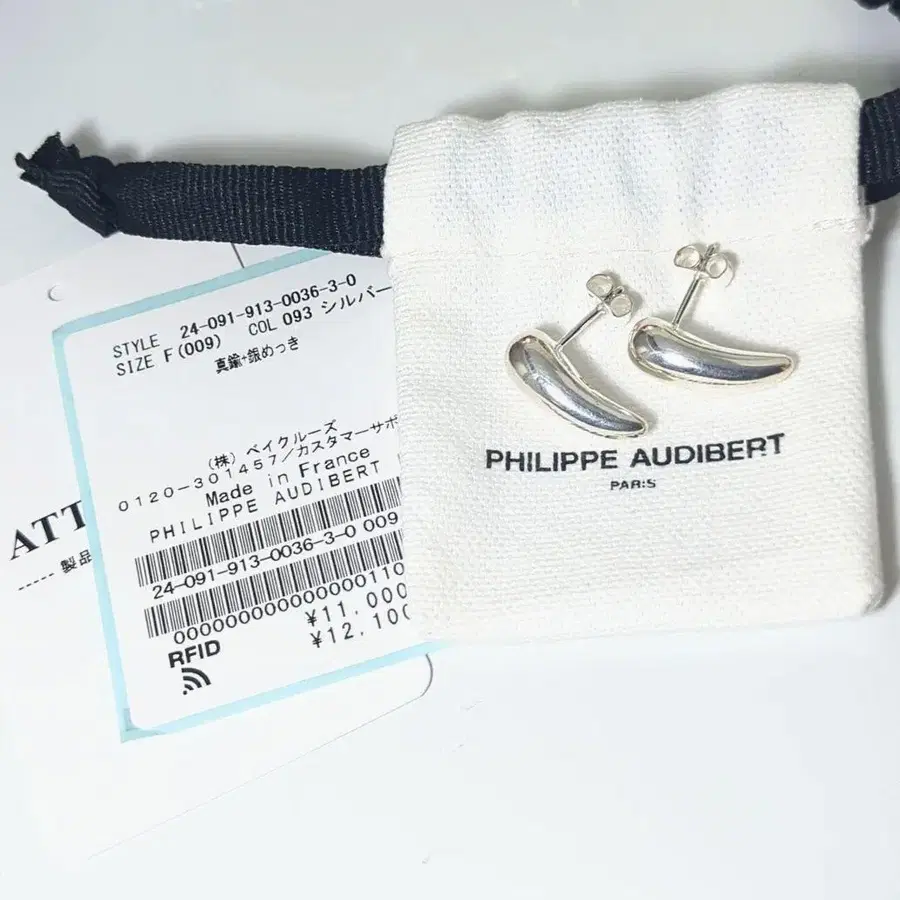 STYLE 24-091-913-0036-3-0
SIZE F(009) COL 093 シルバー
真鍮+銀めっき
(株) ベイクルーズ
0120-301457/カスタマーサポ
Made in France
PHILIPPE AUDIBERT
24-091-913-0036-3-0 009
000000000000000110
¥11,000
¥12,100
RFID
ATT
----- 製品
PHILIPPE AUDIBERT
PARIS